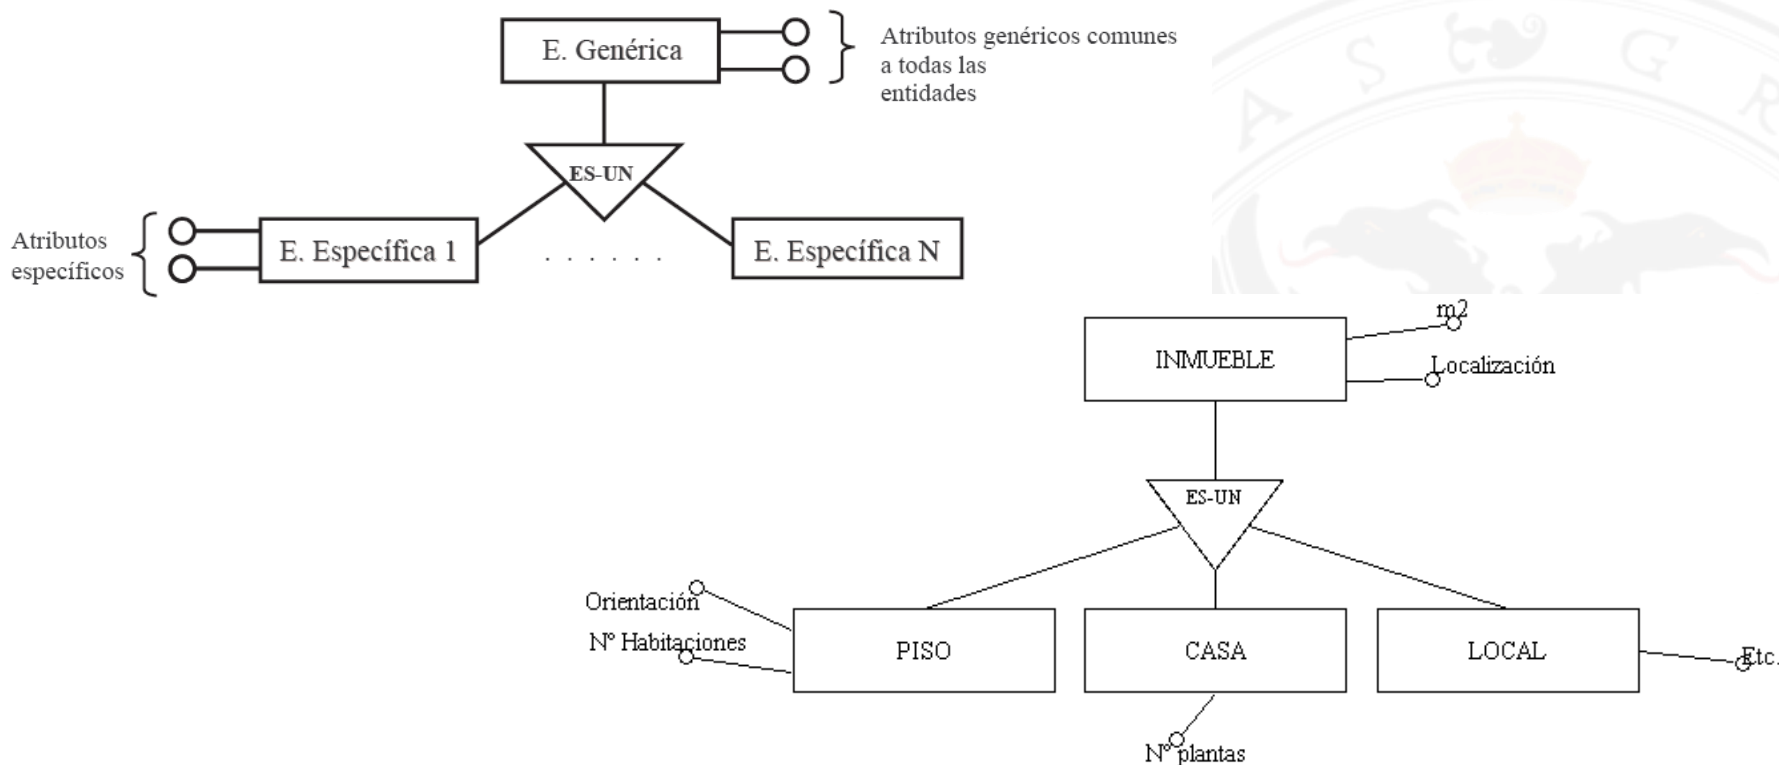 E. Genérica
Atributos genéricos comunes
a todas las
entidades
ES-UN
Atributos
específicos
E. Específica 1
. . . . . .
E. Específica N
A S G R
m2
INMUEBLE
Localización
ES-UN
Orientación
Nº Habitaciones
PISO
CASA
LOCAL
Etc.
Nº plantas